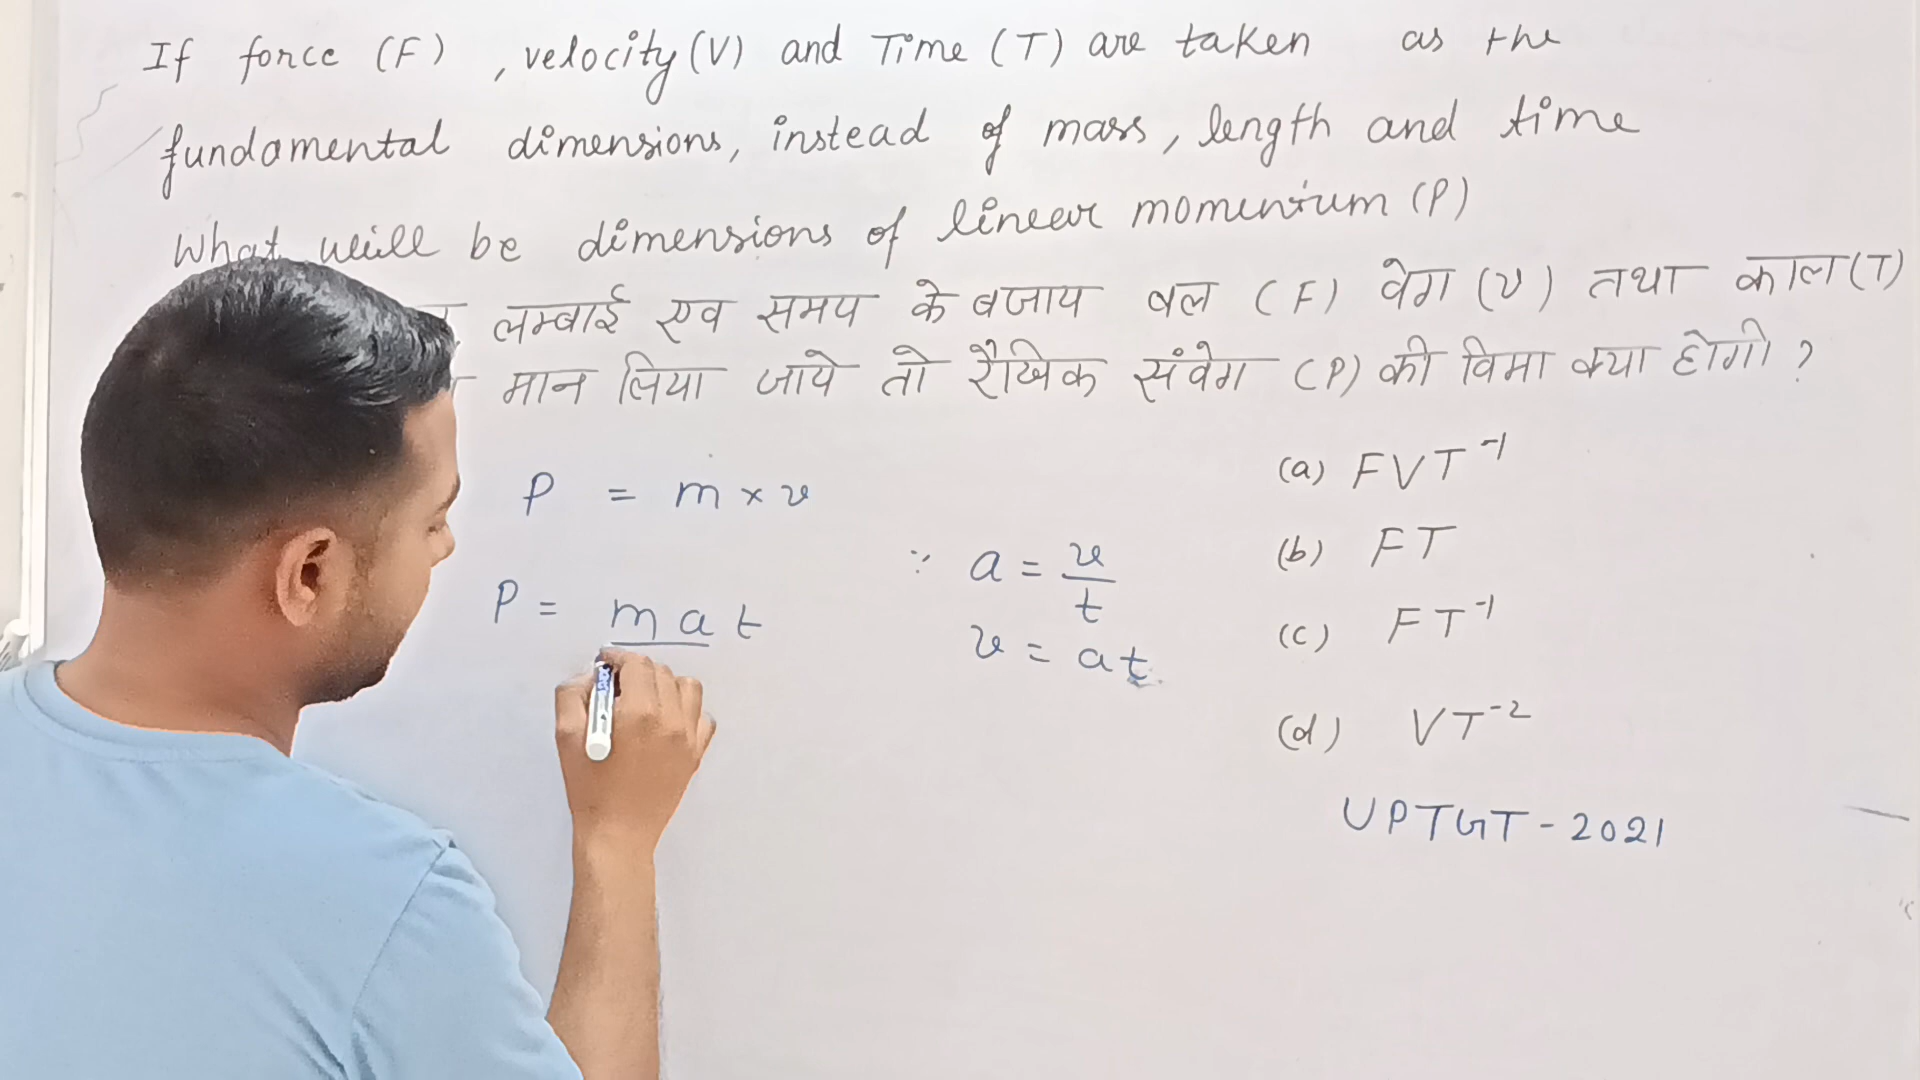 If force (F) , velocity (V) and Time (T) are taken as the
fundamental dimensions, instead of mass, length and time
What will be dimensions of linear momentum (P)
लम्बाई एव समय के बजाय बल (F) वेग (v) तथा काल (T)
मान लिया जाये तो रैखिक संवेग (P) की विमा क्या होगी ?
P = m × v
P = m a t
∵ a = v/t
v = at
(a) FVT⁻¹
(b) FT
(c) FT⁻¹
(d) VT⁻²
UPTGT - 2021